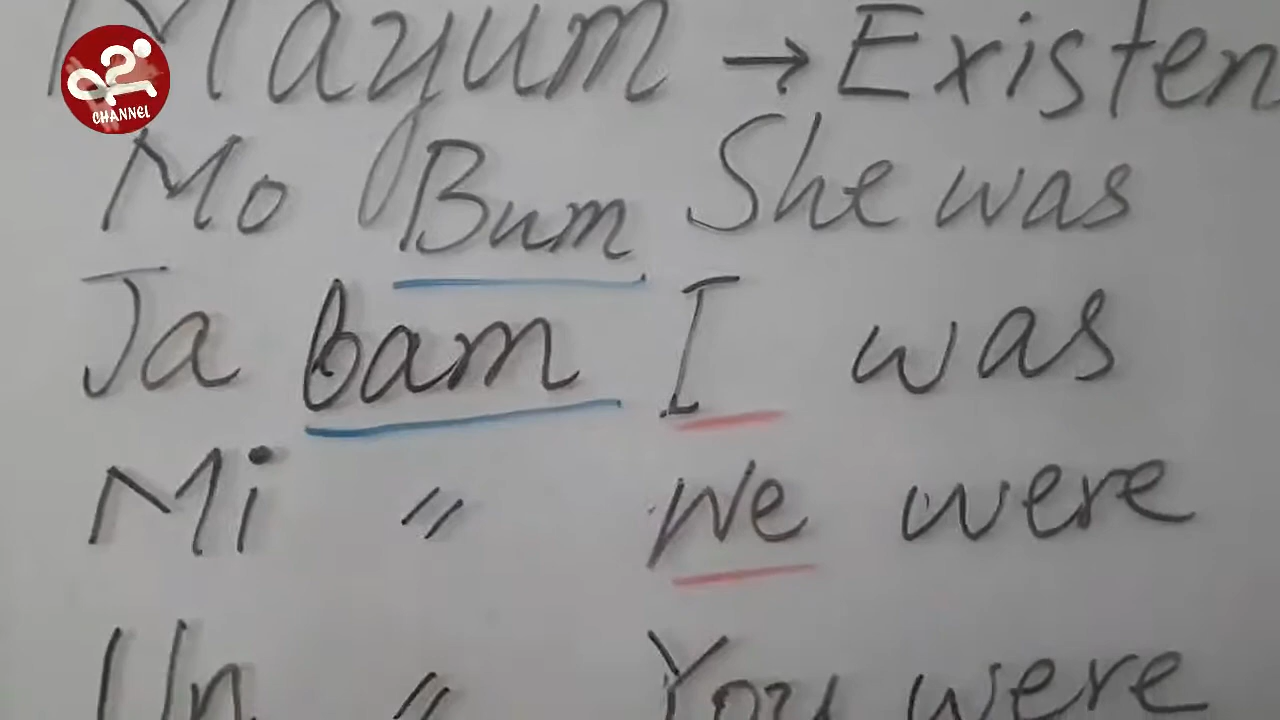 Mayum → Existen
CHANNEL
Mo Bum She was
Ja bam I was
Mi " We were
Un " You were